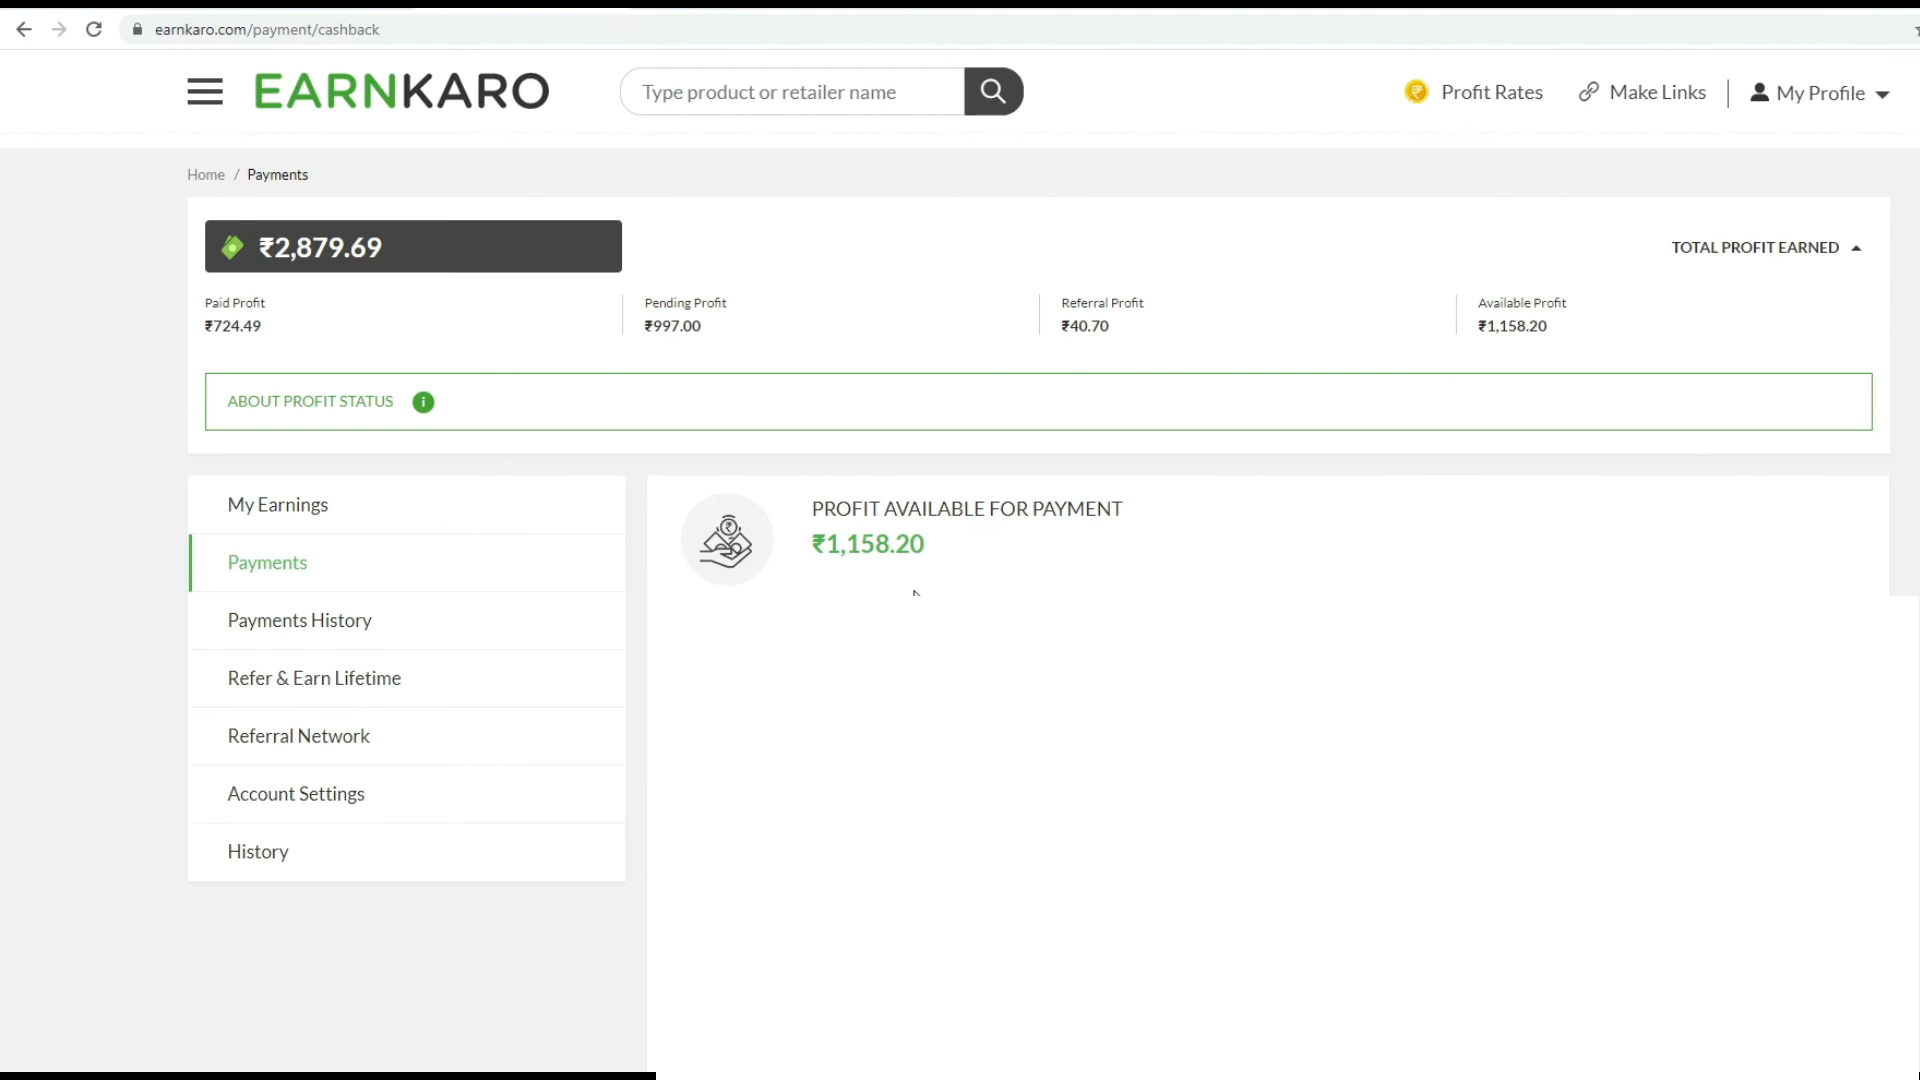 earnkaro.com/payment/cashback
EARNKARO
Type product or retailer name
Profit Rates
Make Links
My Profile
Home / Payments
₹2,879.69
TOTAL PROFIT EARNED
Paid Profit
₹724.49
Pending Profit
₹997.00
Referral Profit
₹40.70
Available Profit
₹1,158.20
ABOUT PROFIT STATUS i
My Earnings
Payments
Payments History
Refer & Earn Lifetime
Referral Network
Account Settings
History
PROFIT AVAILABLE FOR PAYMENT
₹1,158.20